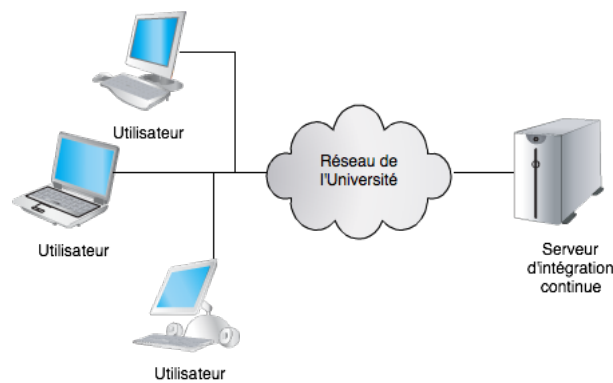 Utilisateur
Réseau de
l'Université
Utilisateur
Serveur
d'intégration
continue
Utilisateur